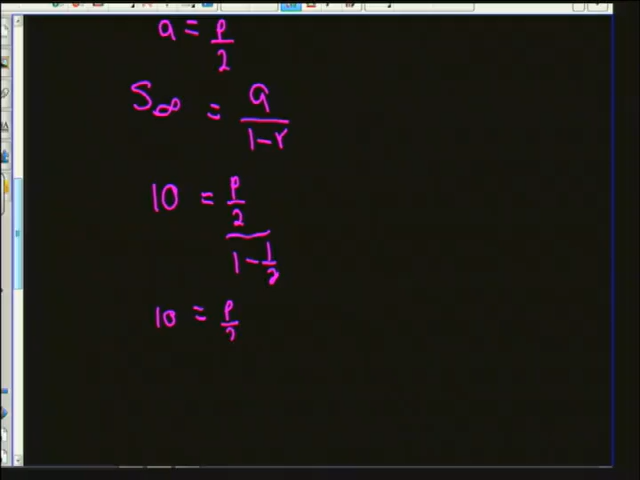 a = p/2
S∞ = a/(1-r)
10 = (p/2)/(1-1/2)
10 = p/2